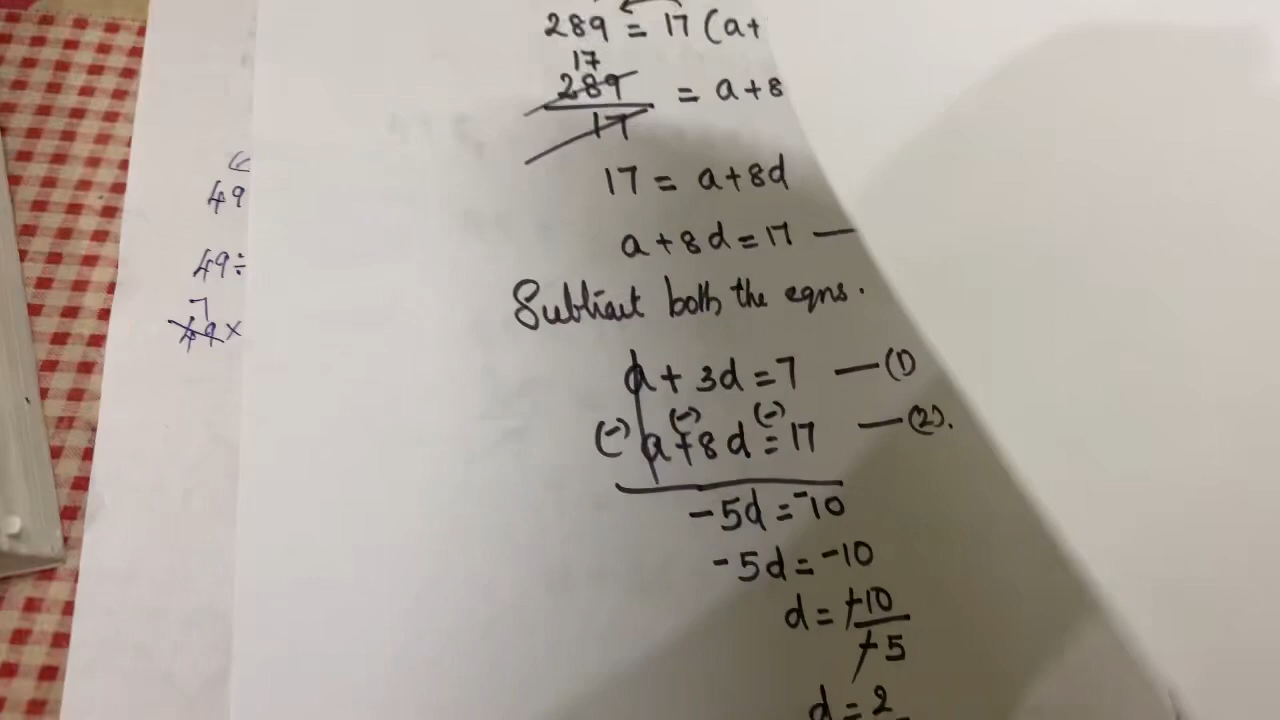 49
49÷
7
49×
289 = 17 (a+
17
289
17
= a+8
17 = a+8d
a+8d=17 —
Subtract both the eqns.
a+ 3d=7 —(1)
(-) (-) (-)
a+8d=17 —(2).
-5d=-10
-5d=-10
d= -10
-5
d=2